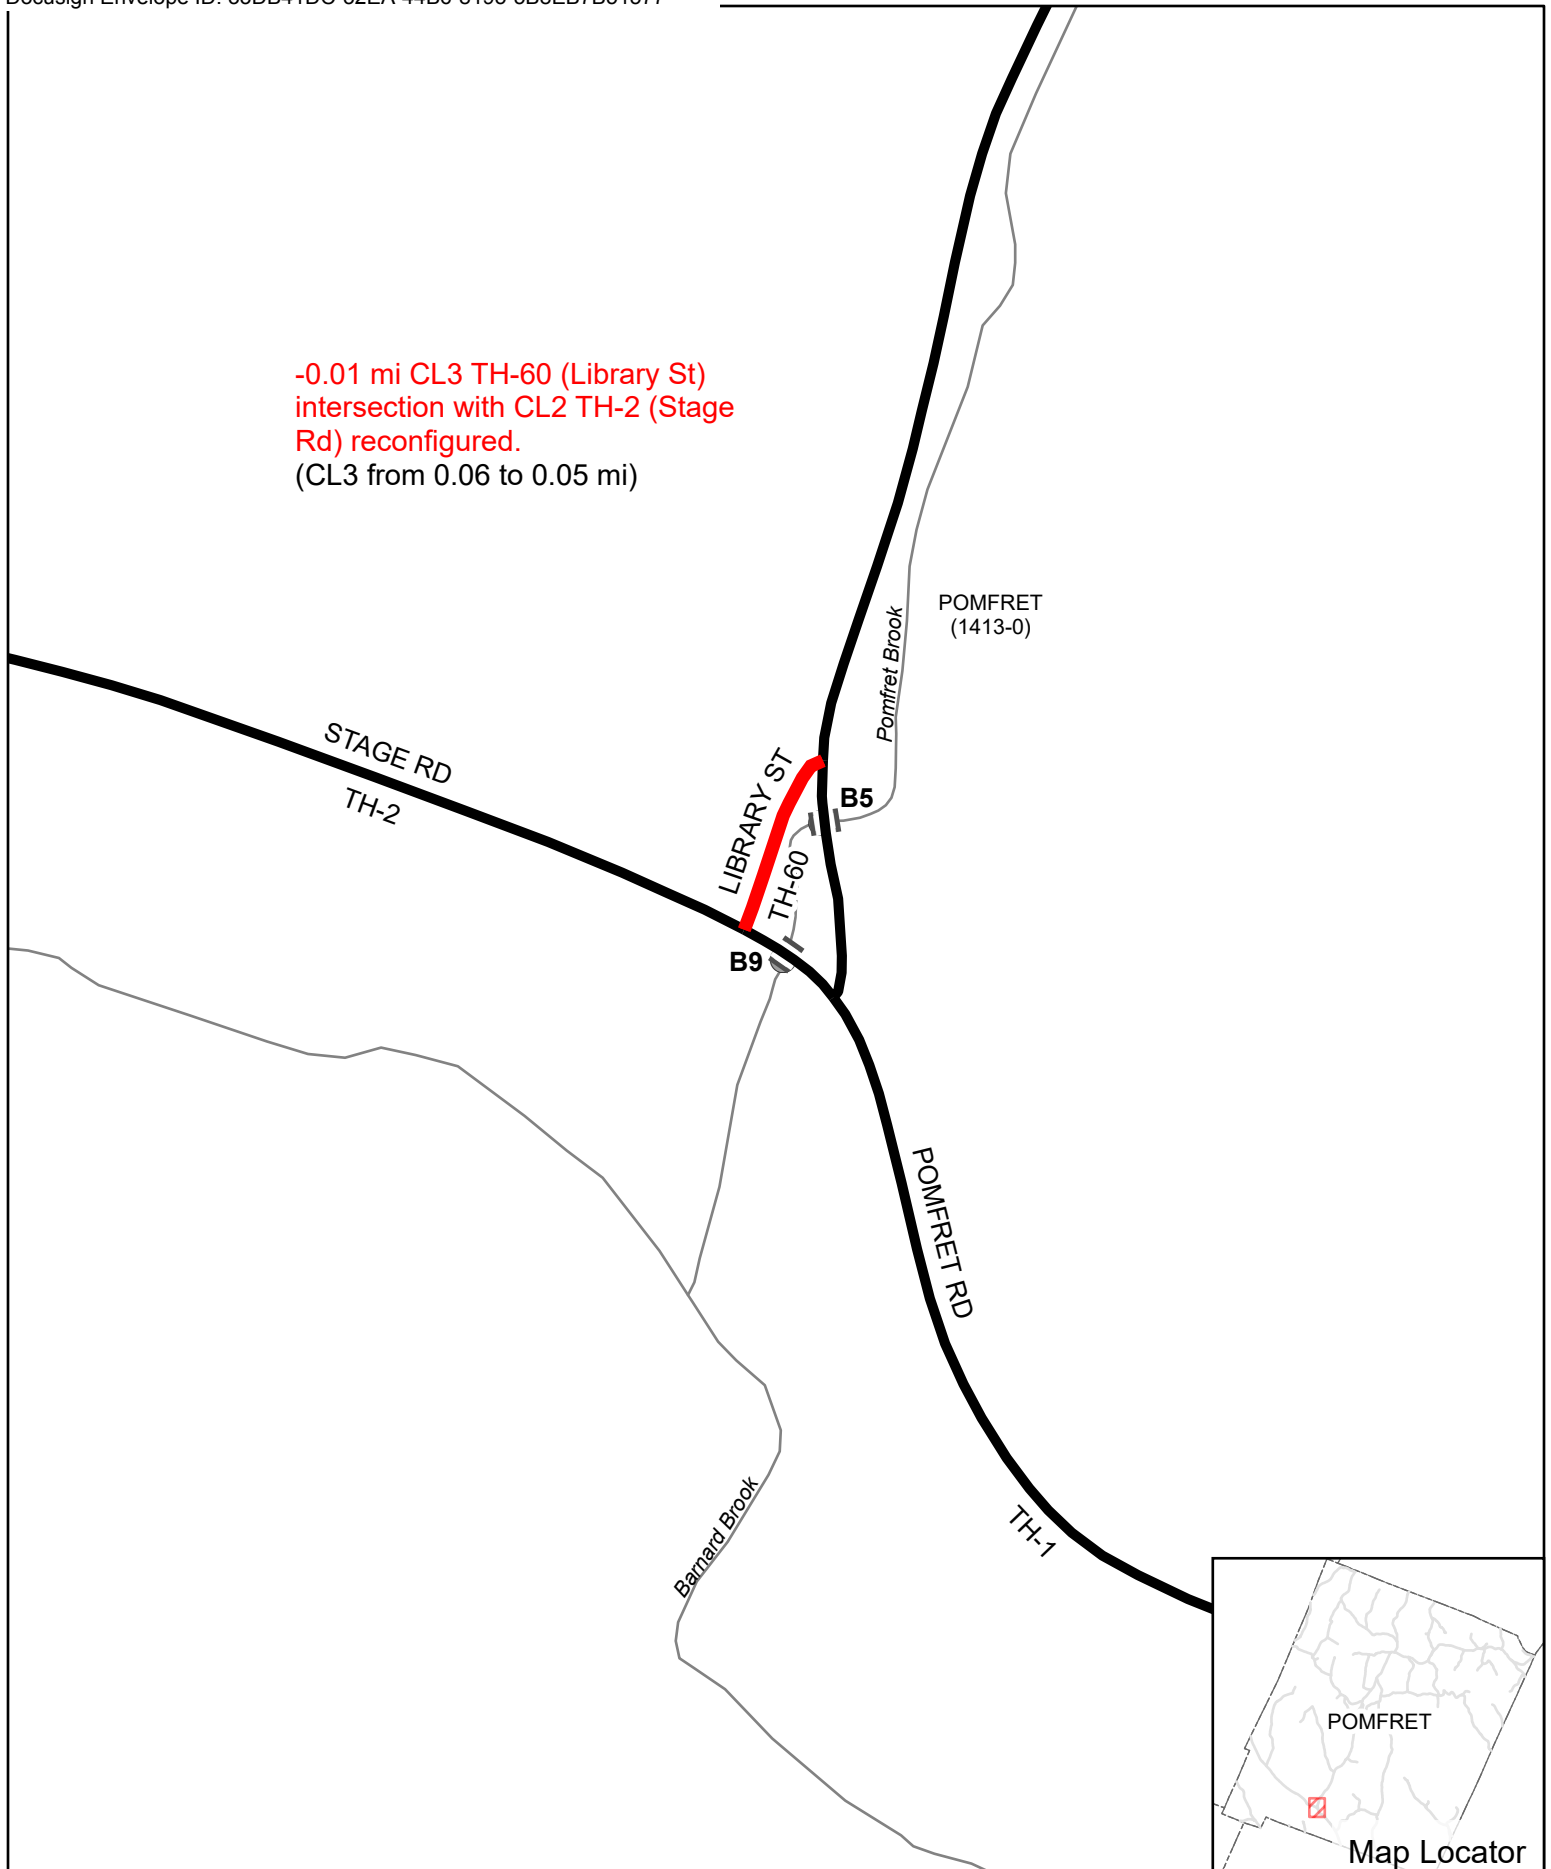 -0.01 mi CL3 TH-60 (Library St)
intersection with CL2 TH-2 (Stage
Rd) reconfigured.
(CL3 from 0.06 to 0.05 mi)
POMFRET
(1413-0)
Pomfret Brook
STAGE RD
TH-2
LIBRARY ST
TH-60
B5
B9
POMFRET RD
TH-1
Barnard Brook
POMFRET
Map Locator